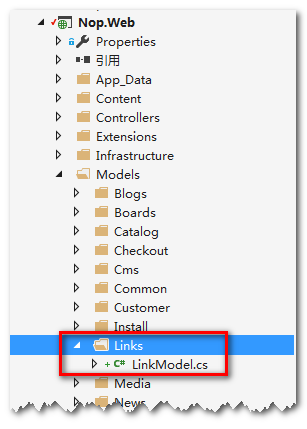 Nop.Web
Properties
引用
App_Data
Content
Controllers
Extensions
Infrastructure
Models
Blogs
Boards
Catalog
Checkout
Cms
Common
Customer
Install
Links
C# LinkModel.cs
Media
News